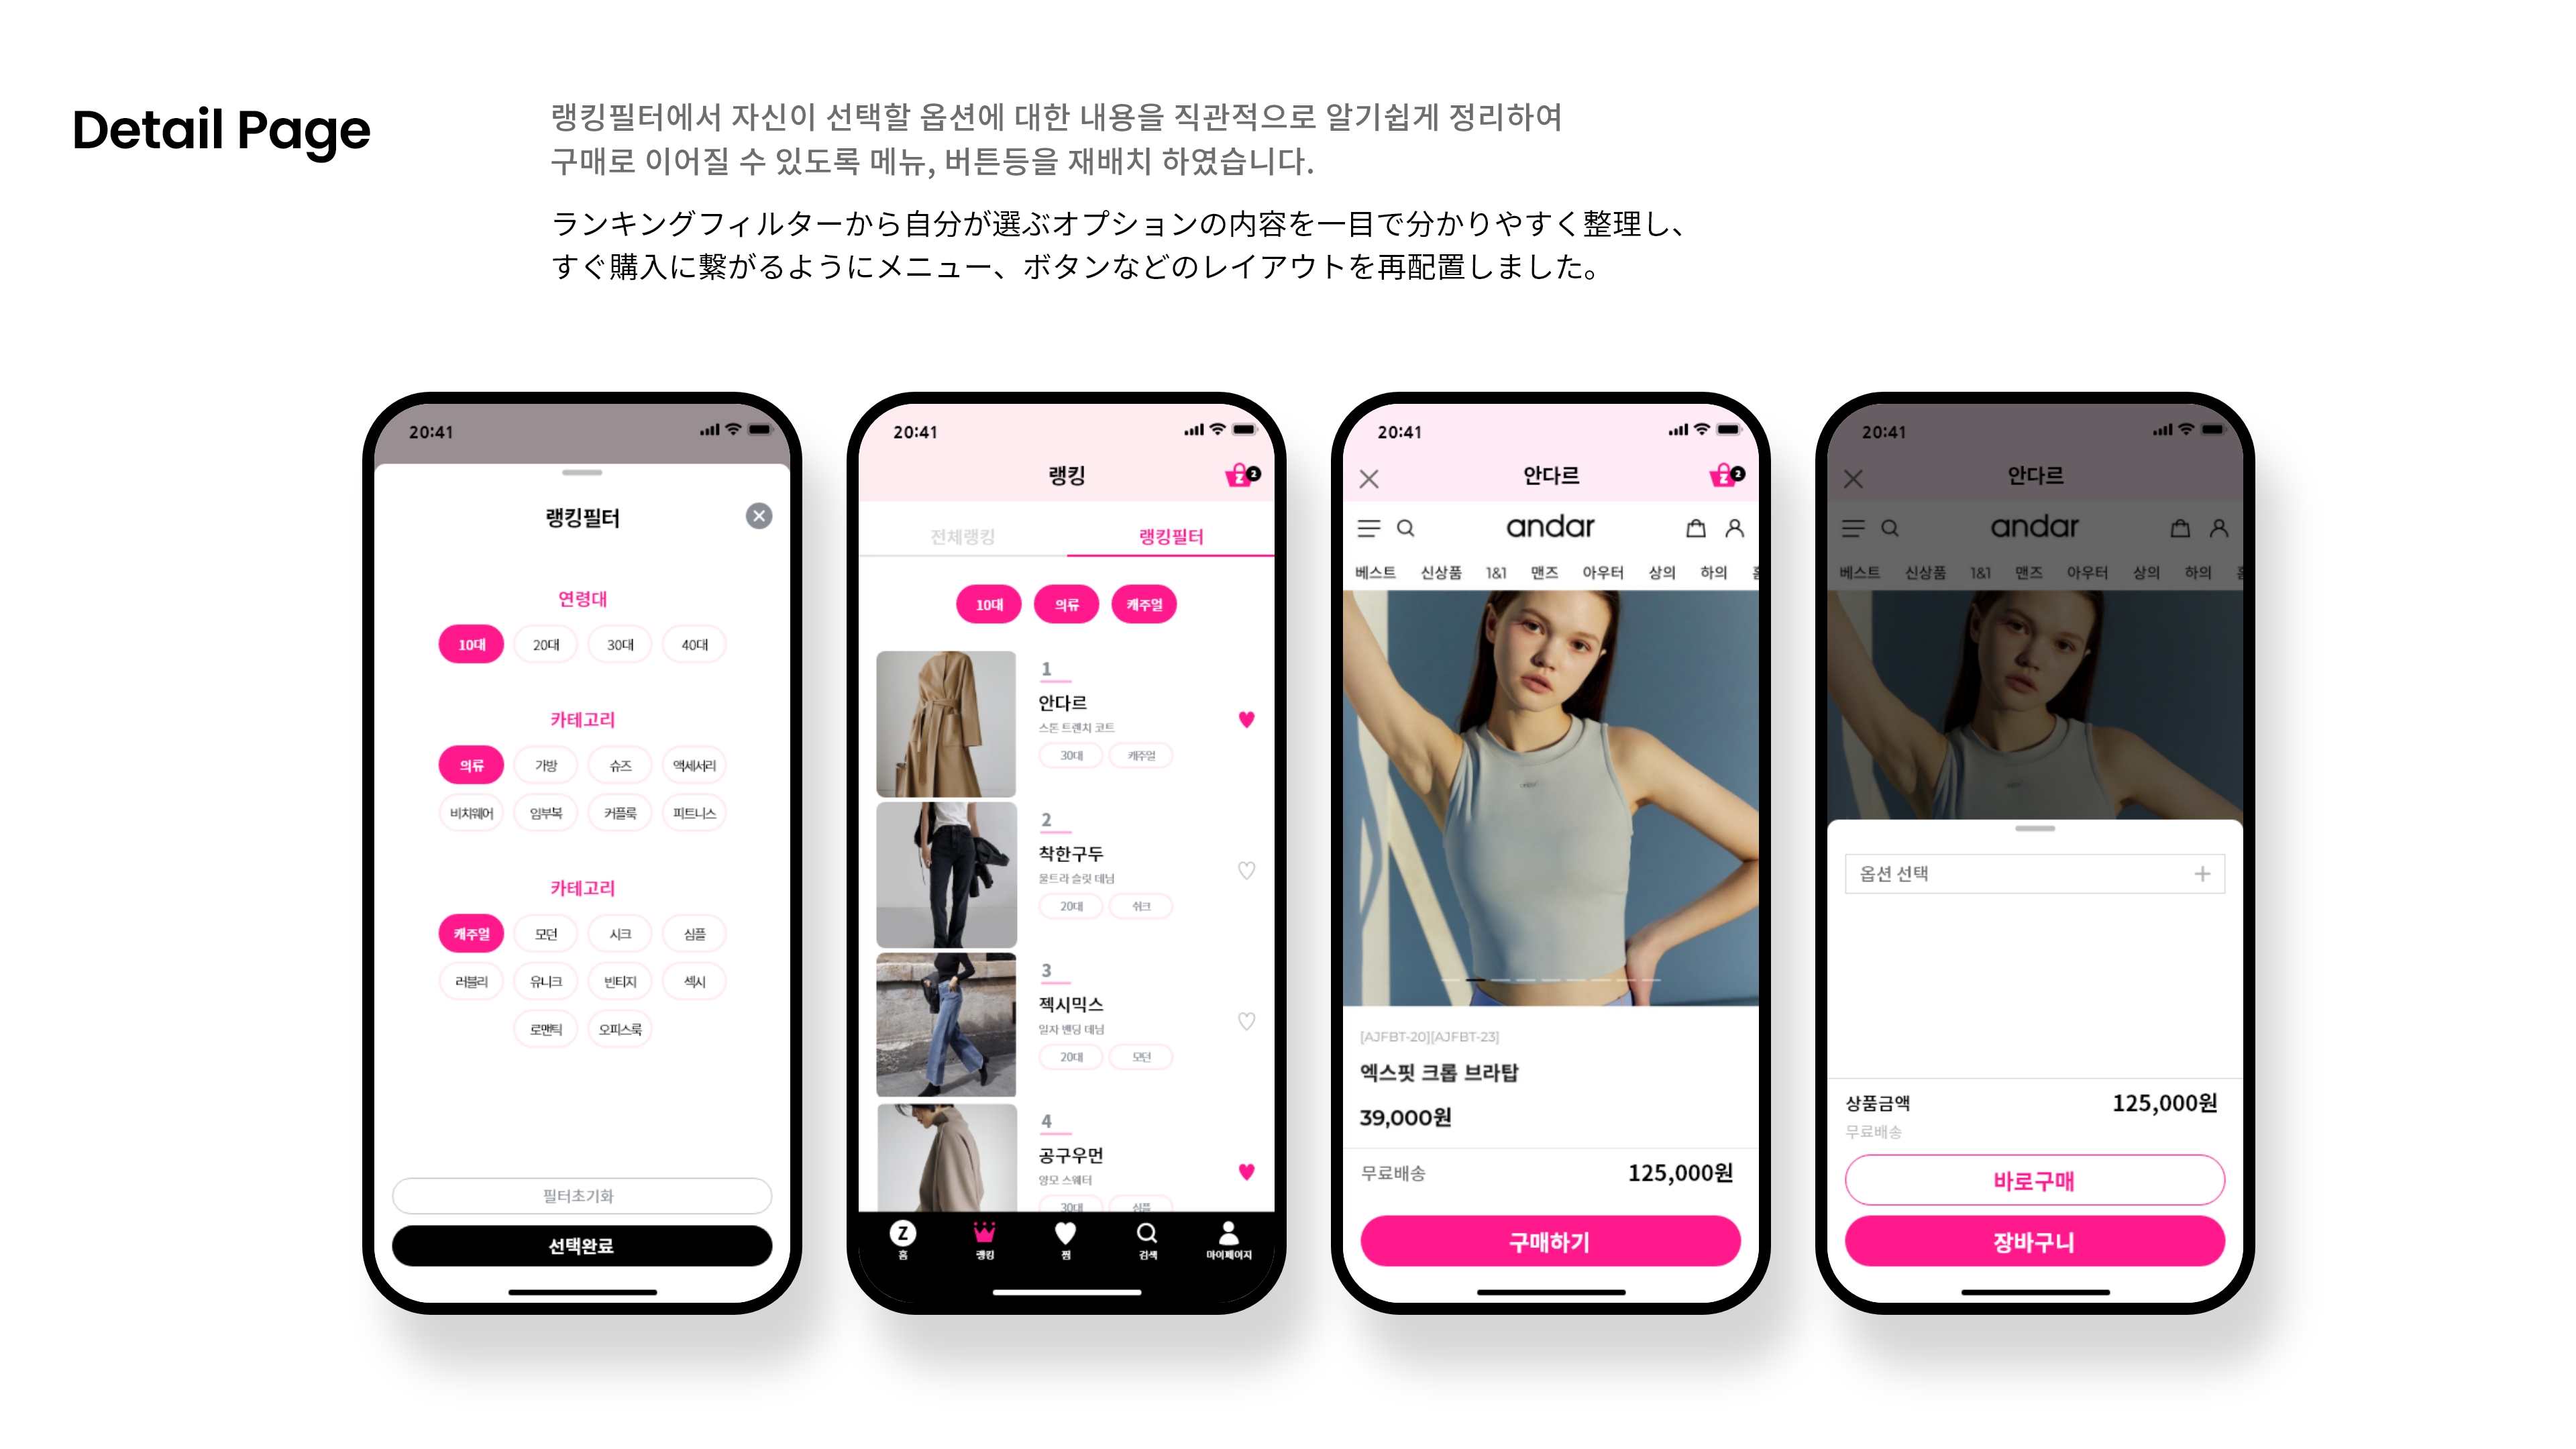 Detail Page
랭킹필터에서 자신이 선택할 옵션에 대한 내용을 직관적으로 알기쉽게 정리하여
구매로 이어질 수 있도록 메뉴, 버튼등을 재배치 하였습니다.
ランキングフィルターから自分が選ぶオプションの内容を一目で分かりやすく整理し、
すぐ購入に繋がるようにメニュー、ボタンなどのレイアウトを再配置しました。
20:41
랭킹필터
연령대
10대 20대 30대 40대
카테고리
의류 가방 슈즈 액세서리
비치웨어 임부복 커플룩 피트니스
카테고리
캐주얼 모던 시크 심플
러블리 유니크 빈티지 섹시
로맨틱 오피스룩
필터초기화
선택완료
20:41
랭킹
Z 2
전체랭킹 랭킹필터
10대 의류 캐주얼
1
안다르
스톤 트렌치 코트
30대 캐주얼
2
착한구두
울트라 슬릿 데님
20대 쉬크
3
젝시믹스
일자 밴딩 데님
20대 모던
4
공구우먼
양모 스웨터
30대 심플
Z
홈 랭킹 찜 검색 마이페이지
20:41
안다르
Z 2
andar
베스트 신상품 1&1 맨즈 아우터 상의 하의
[AJFBT-20][AJFBT-23]
엑스핏 크롭 브라탑
39,000원
무료배송 125,000원
구매하기
20:41
안다르
Z 2
andar
베스트 신상품 1&1 맨즈 아우터 상의 하의
옵션 선택
상품금액 125,000원
무료배송
바로구매
장바구니